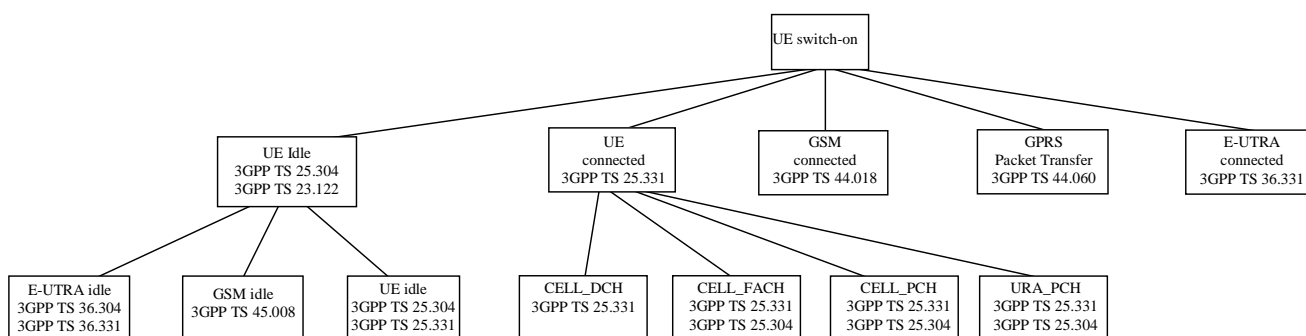 UE switch-on
UE Idle
3GPP TS 25.304
3GPP TS 23.122
UE
connected
3GPP TS 25.331
GSM
connected
3GPP TS 44.018
GPRS
Packet Transfer
3GPP TS 44.060
E-UTRA
connected
3GPP TS 36.331
E-UTRA idle
3GPP TS 36.304
3GPP TS 36.331
GSM idle
3GPP TS 45.008
UE idle
3GPP TS 25.304
3GPP TS 25.331
CELL_DCH
3GPP TS 25.331
CELL_FACH
3GPP TS 25.331
3GPP TS 25.304
CELL_PCH
3GPP TS 25.331
3GPP TS 25.304
URA_PCH
3GPP TS 25.331
3GPP TS 25.304